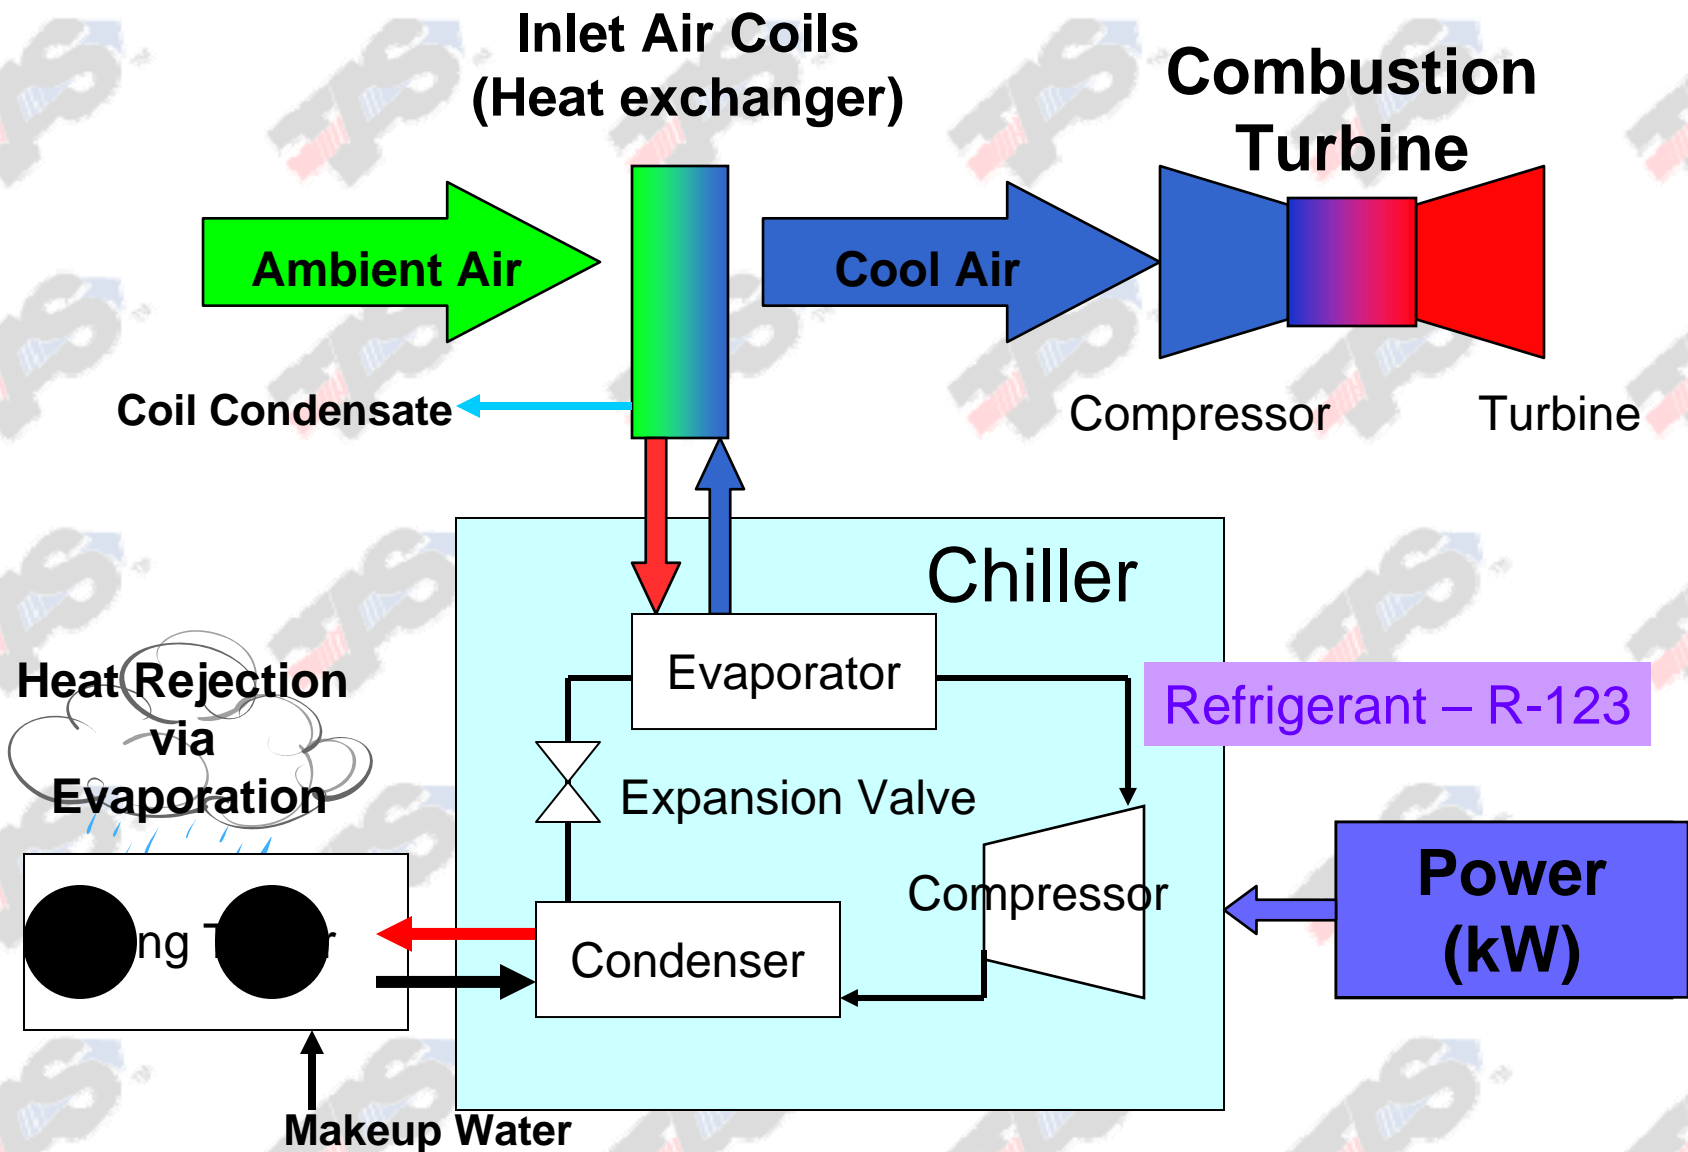 Inlet Air Coils
(Heat exchanger)
Combustion
Turbine
Ambient Air
Cool Air
Coil Condensate
Compressor
Turbine
Chiller
Evaporator
Refrigerant – R-123
Heat Rejection
via
Evaporation
Expansion Valve
Compressor
Power
(kW)
Condenser
Makeup Water